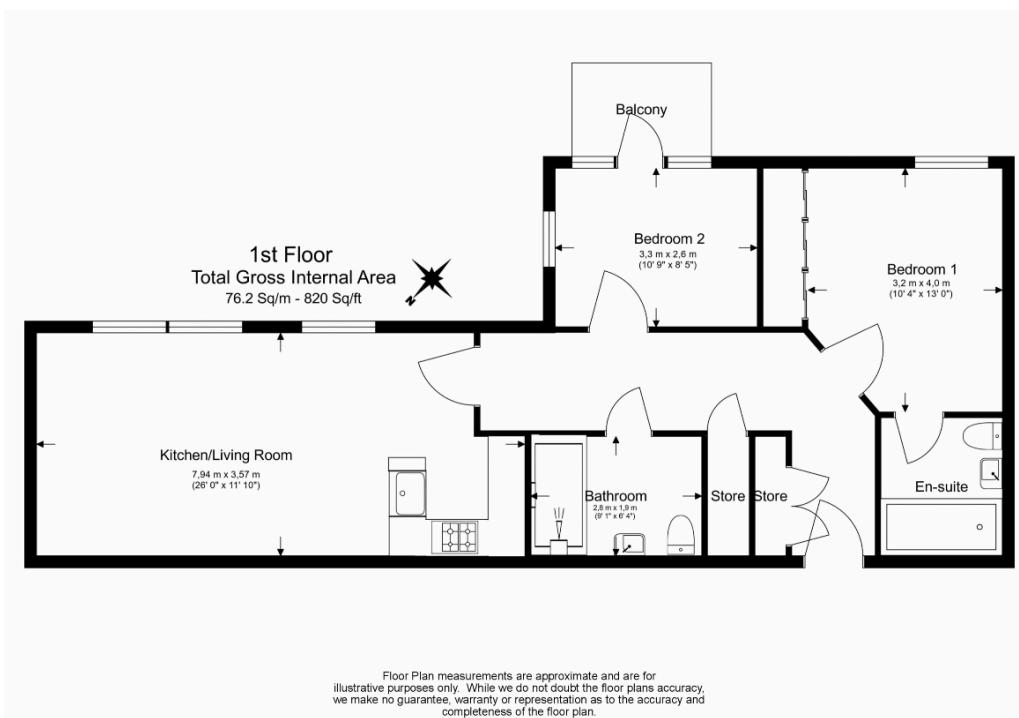 Balcony
1st Floor
Total Gross Internal Area
76.2 Sq/m - 820 Sq/ft
N
Bedroom 2
3,3 m x 2,6 m
(10' 9" x 8' 5")
Bedroom 1
3,2 m x 4,0 m
(10' 4" x 13' 0")
Kitchen/Living Room
7,94 m x 3,57 m
(26' 0" x 11' 10")
Bathroom
2,8 m x 1,9 m
(9' 1" x 6' 4")
Store
Store
En-suite
Floor Plan measurements are approximate and are for
illustrative purposes only. While we do not doubt the floor plans accuracy,
we make no guarantee, warranty or representation as to the accuracy and
completeness of the floor plan.